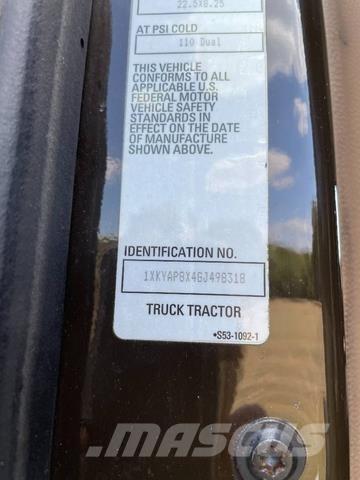 22.5X8.25
AT PSI COLD
110 Dual
THIS VEHICLE
CONFORMS TO ALL
APPLICABLE U.S.
FEDERAL MOTOR
VEHICLE SAFETY
STANDARDS IN
EFFECT ON THE DATE
OF MANUFACTURE
SHOWN ABOVE.
IDENTIFICATION NO.
1XKYAP8X4GJ498318
TRUCK TRACTOR
•S53-1092-1
MASCUS